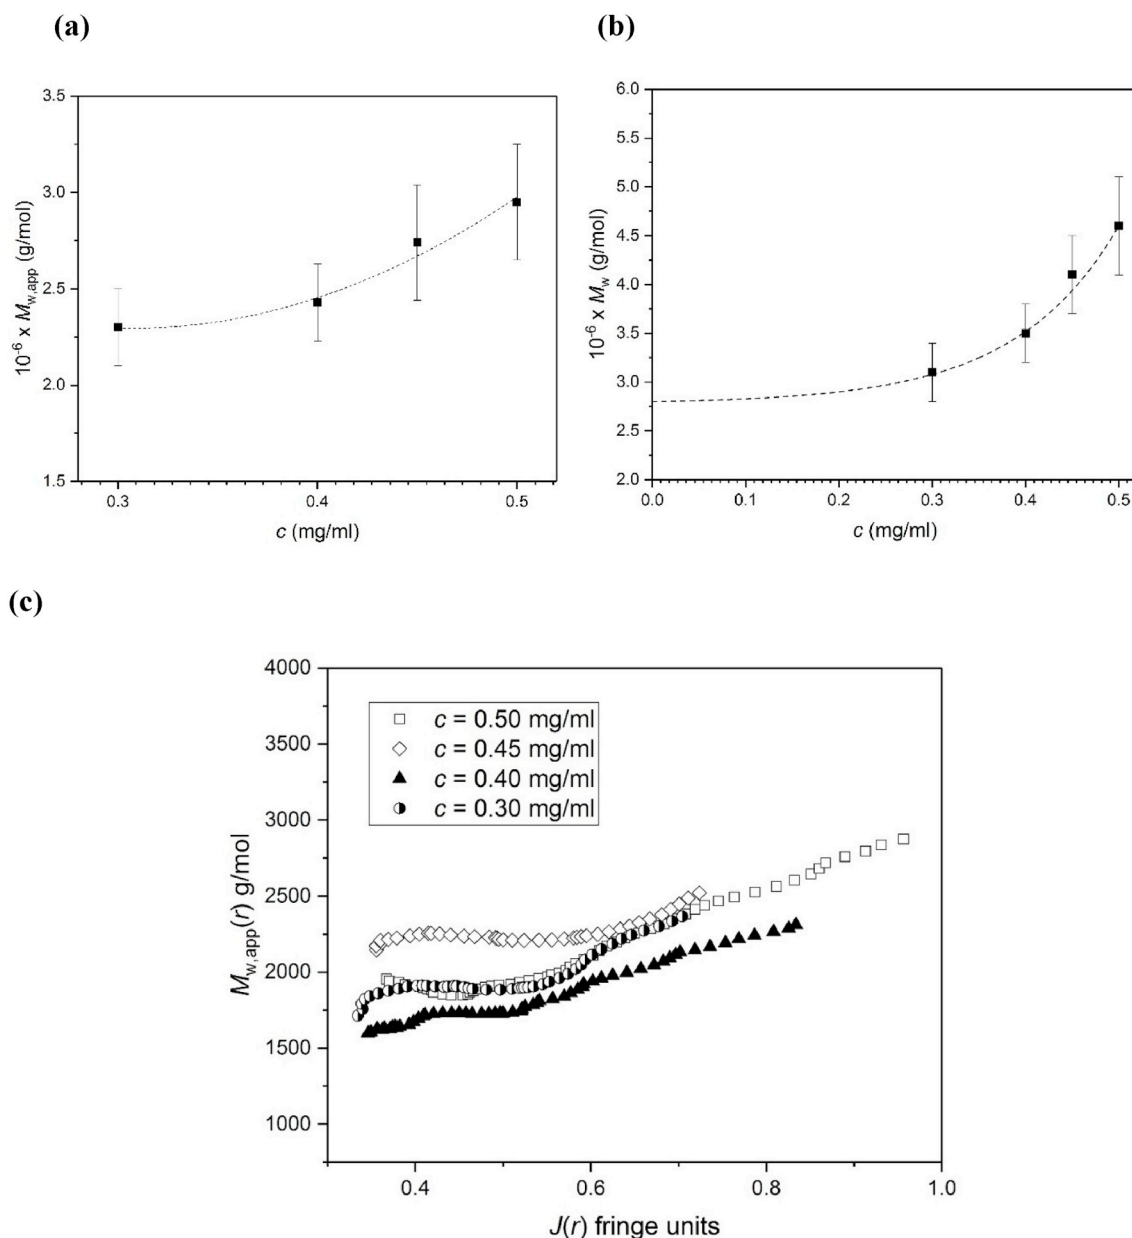 (a)
3.5
3.0
2.5
2.0
1.5
10⁻⁶ x Mw,app (g/mol)
0.3
0.4
0.5
c (mg/ml)
(b)
6.0
5.5
5.0
4.5
4.0
3.5
3.0
2.5
2.0
10⁻⁶ x Mw (g/mol)
0.0
0.1
0.2
0.3
0.4
0.5
c (mg/ml)
(c)
4000
3500
3000
2500
2000
1500
1000
Mw,app(r) g/mol
c = 0.50 mg/ml
c = 0.45 mg/ml
c = 0.40 mg/ml
c = 0.30 mg/ml
0.4
0.6
0.8
1.0
J(r) fringe units